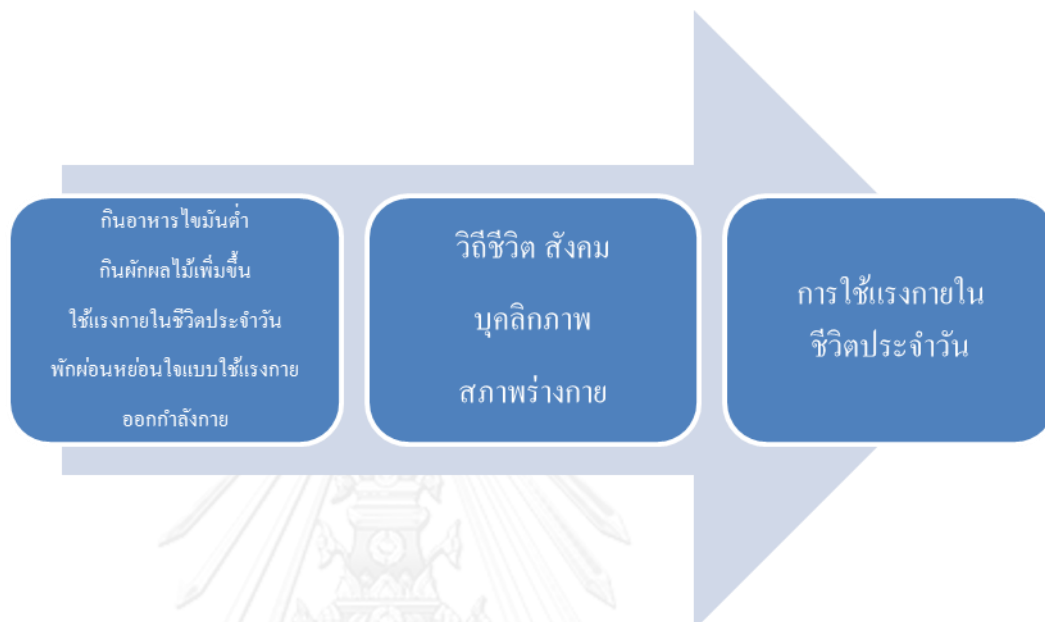 กินอาหารไขมันต่ำ
กินผักผลไม้เพิ่มขึ้น
ใช้แรงกายในชีวิตประจำวัน
พักผ่อนหย่อนใจแบบใช้แรงกาย
ออกกำลังกาย
วิถีชีวิต สังคม
บุคลิกภาพ
สภาพร่างกาย
การใช้แรงกายใน
ชีวิตประจำวัน